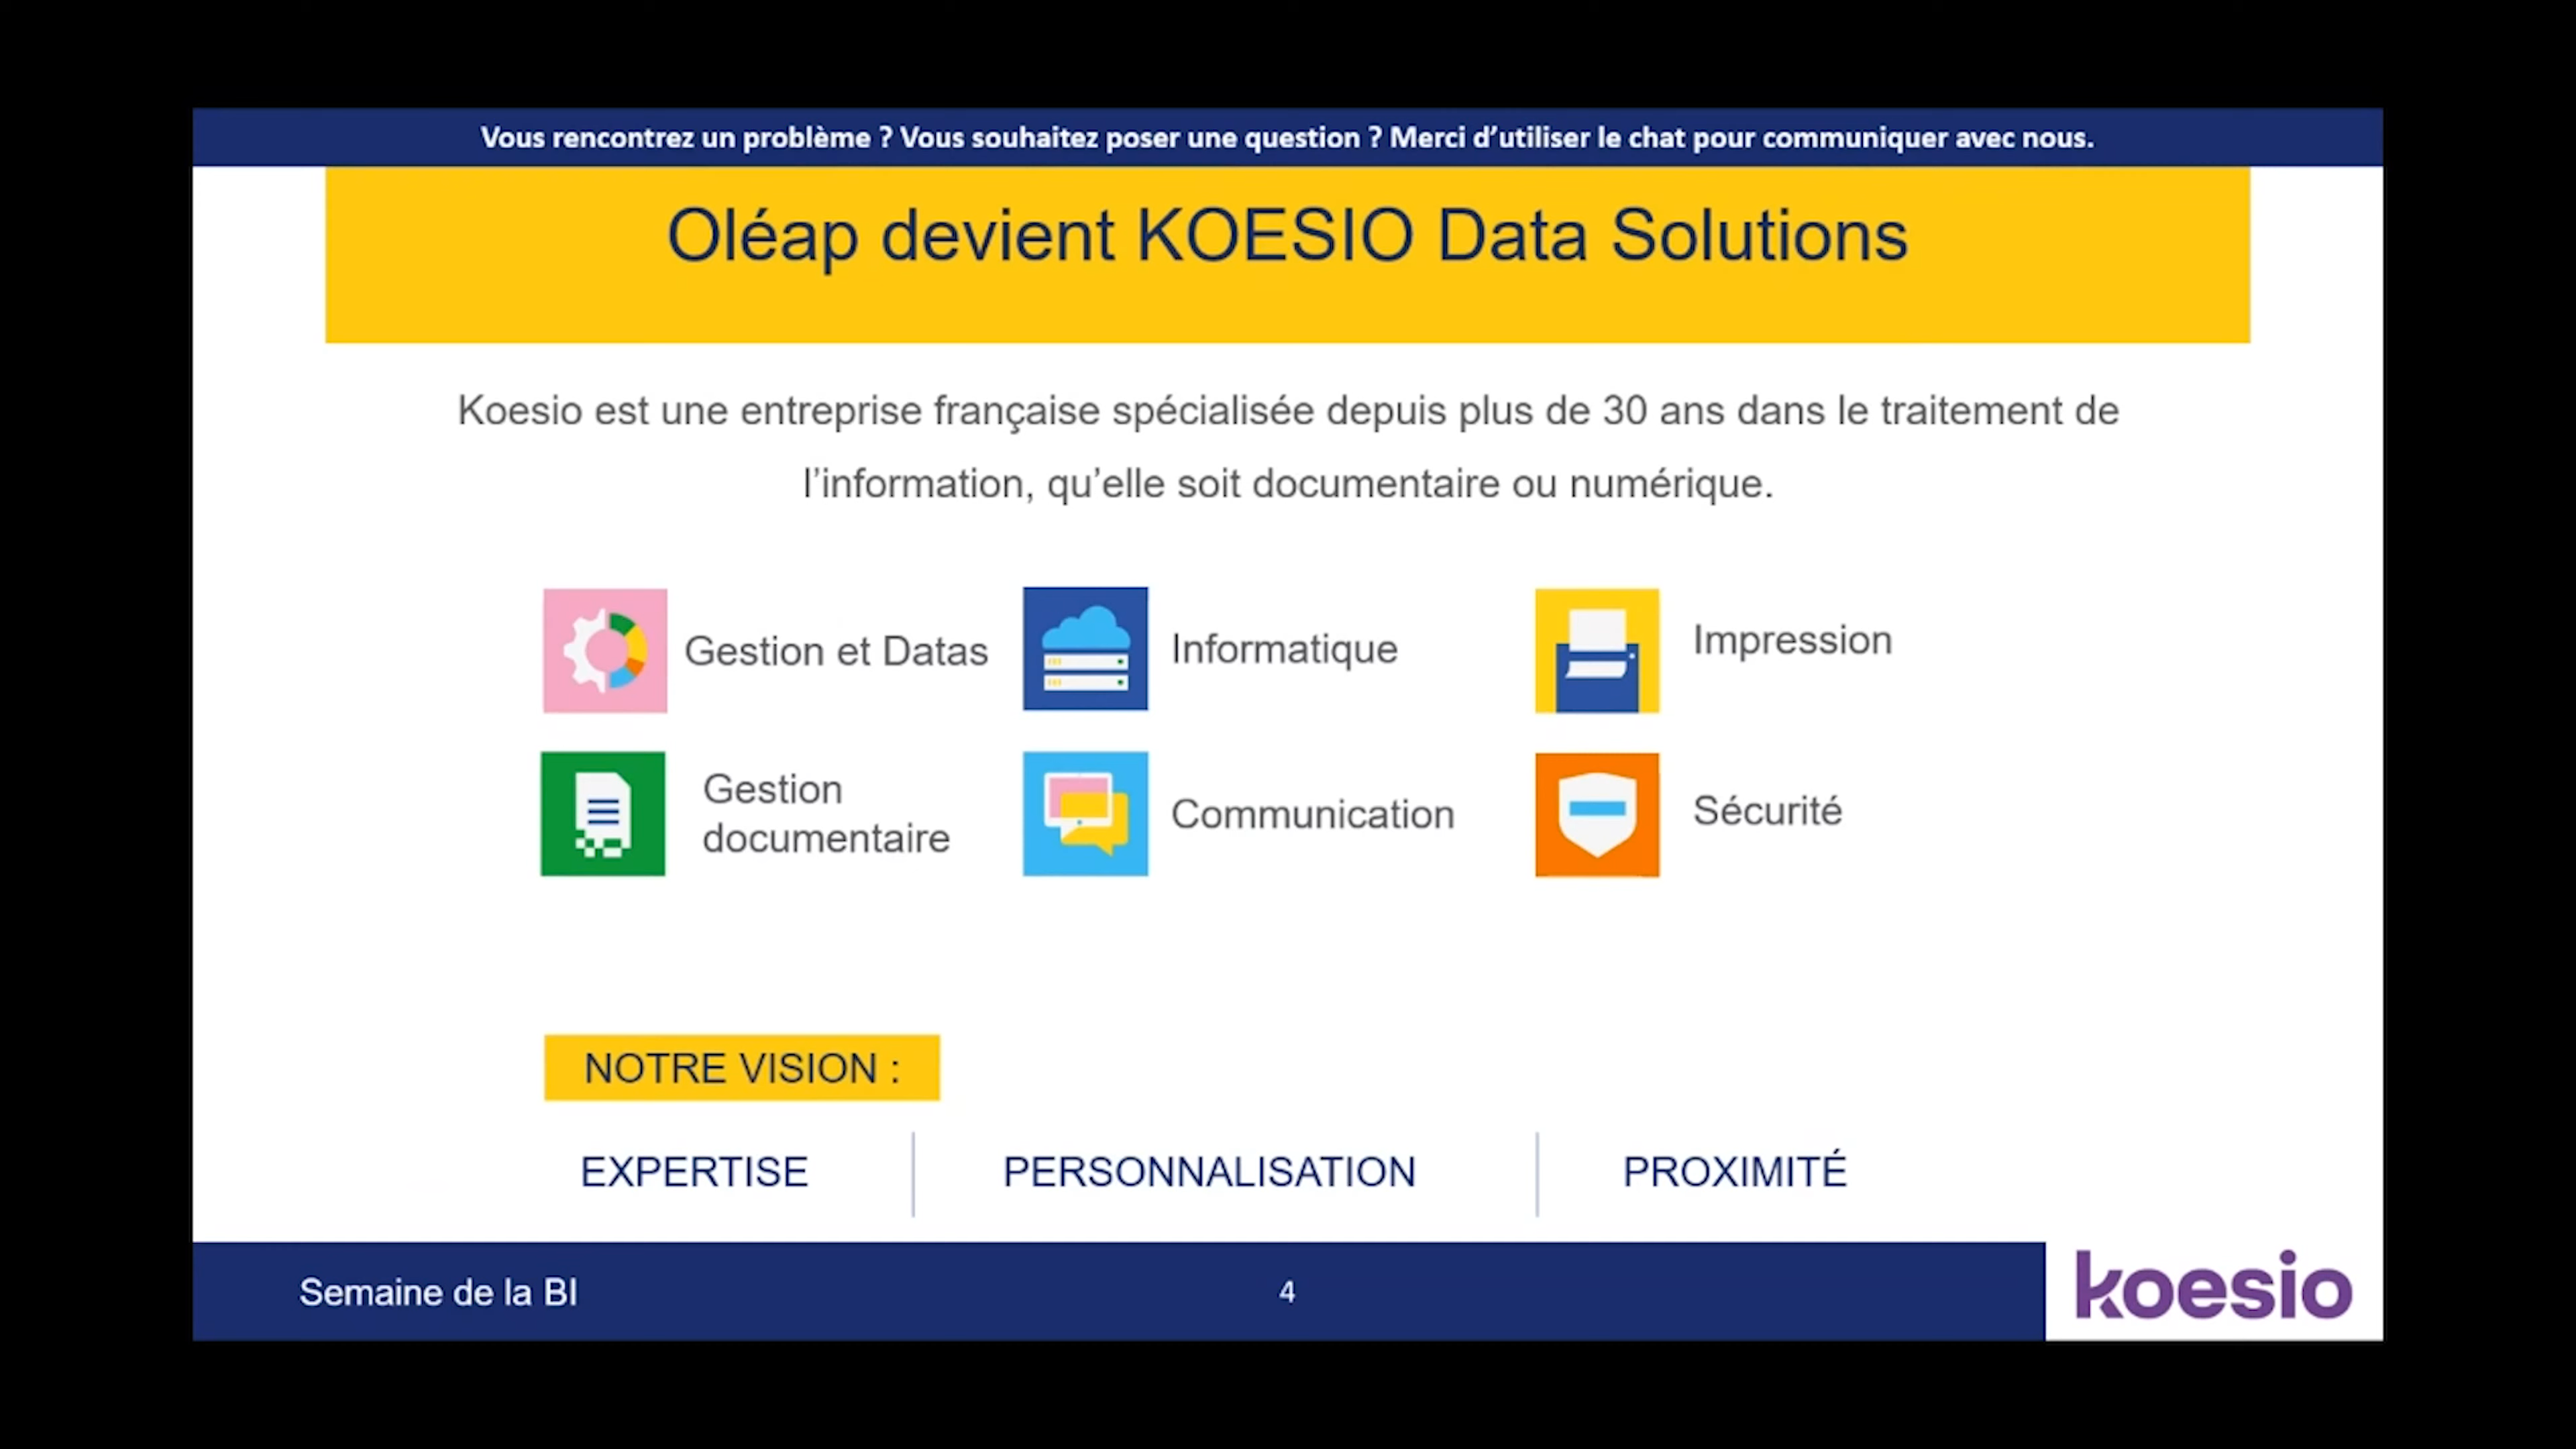 Vous rencontrez un problème ? Vous souhaitez poser une question ? Merci d’utiliser le chat pour communiquer avec nous.
Oléap devient KOESIO Data Solutions
Koesio est une entreprise française spécialisée depuis plus de 30 ans dans le traitement de
l’information, qu’elle soit documentaire ou numérique.
Gestion et Datas
Informatique
Impression
Gestion
documentaire
Communication
Sécurité
NOTRE VISION :
EXPERTISE
PERSONNALISATION
PROXIMITÉ
Semaine de la BI
4
koesio